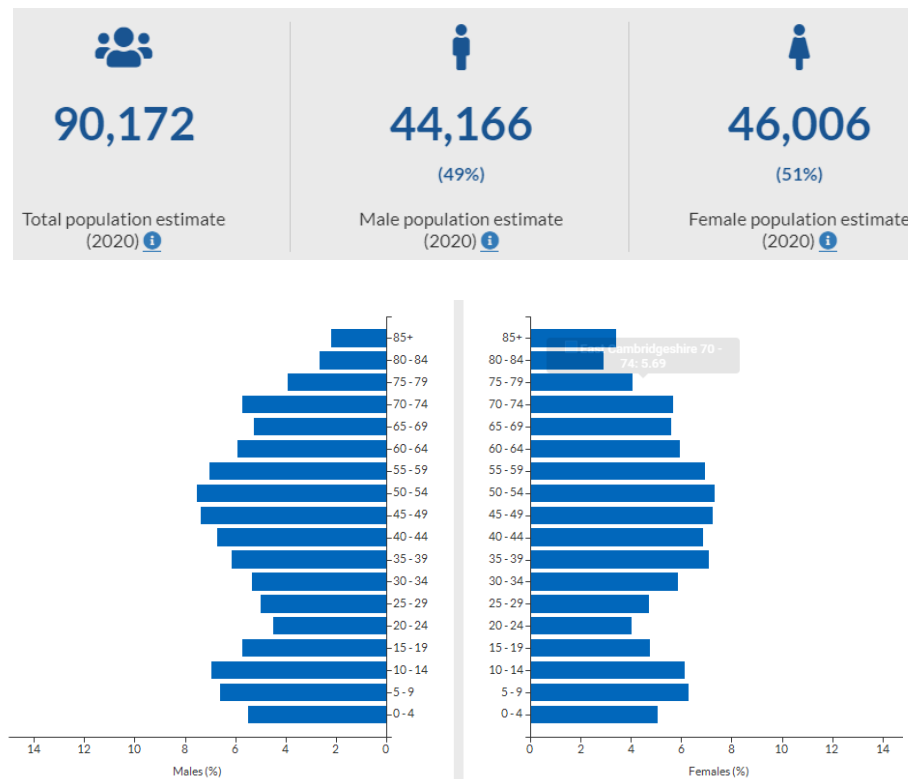 90,172
44,166
46,006
(49%)
(51%)
Total population estimate
(2020)
Male population estimate
(2020)
Female population estimate
(2020)
85+
80 - 84
75 - 79
70 - 74
65 - 69
60 - 64
55 - 59
50 - 54
45 - 49
40 - 44
35 - 39
30 - 34
25 - 29
20 - 24
15 - 19
10 - 14
5 - 9
0 - 4
14 12 10 8 6 4 2 0
Males (%)
85+
East Cambridgeshire 70 -
74: 5.69
80 - 84
75 - 79
70 - 74
65 - 69
60 - 64
55 - 59
50 - 54
45 - 49
40 - 44
35 - 39
30 - 34
25 - 29
20 - 24
15 - 19
10 - 14
5 - 9
0 - 4
0 2 4 6 8 10 12 14
Females (%)